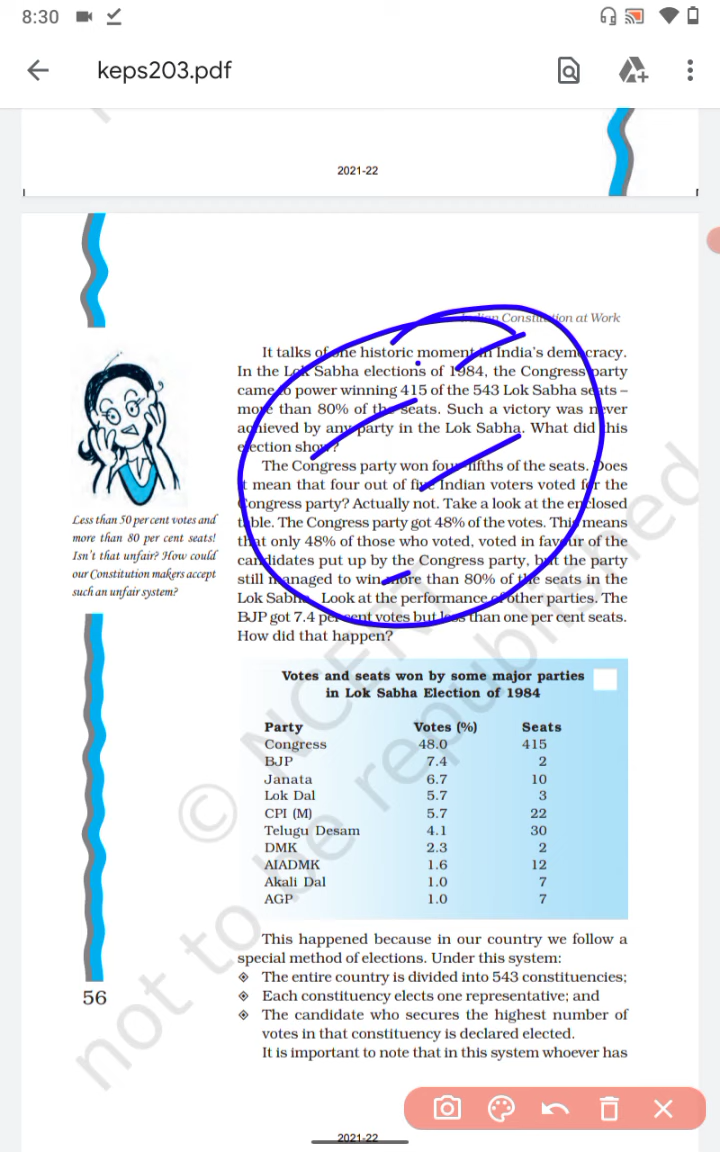 8:30
keps203.pdf
2021-22
Indian Constitution at Work
It talks of one historic moment in India's democracy.
In the Lok Sabha elections of 1984, the Congress party
came to power winning 415 of the 543 Lok Sabha seats –
more than 80% of the seats. Such a victory was never
achieved by any party in the Lok Sabha. What did this
election show?
The Congress party won four-fifths of the seats. Does
it mean that four out of five Indian voters voted for the
Congress party? Actually not. Take a look at the enclosed
table. The Congress party got 48% of the votes. This means
that only 48% of those who voted, voted in favour of the
candidates put up by the Congress party, but the party
still managed to win more than 80% of the seats in the
Lok Sabha. Look at the performance of other parties. The
BJP got 7.4 per cent votes but less than one per cent seats.
How did that happen?
Less than 50 per cent votes and
more than 80 per cent seats!
Isn't that unfair? How could
our Constitution makers accept
such an unfair system?
Votes and seats won by some major parties
in Lok Sabha Election of 1984
Party Votes (%) Seats
Congress 48.0 415
BJP 7.4 2
Janata 6.7 10
Lok Dal 5.7 3
CPI (M) 5.7 22
Telugu Desam 4.1 30
DMK 2.3 2
AIADMK 1.6 12
Akali Dal 1.0 7
AGP 1.0 7
This happened because in our country we follow a
special method of elections. Under this system:
The entire country is divided into 543 constituencies;
Each constituency elects one representative; and
The candidate who secures the highest number of
votes in that constituency is declared elected.
It is important to note that in this system whoever has
56
© NCERT
not to be republished
2021-22